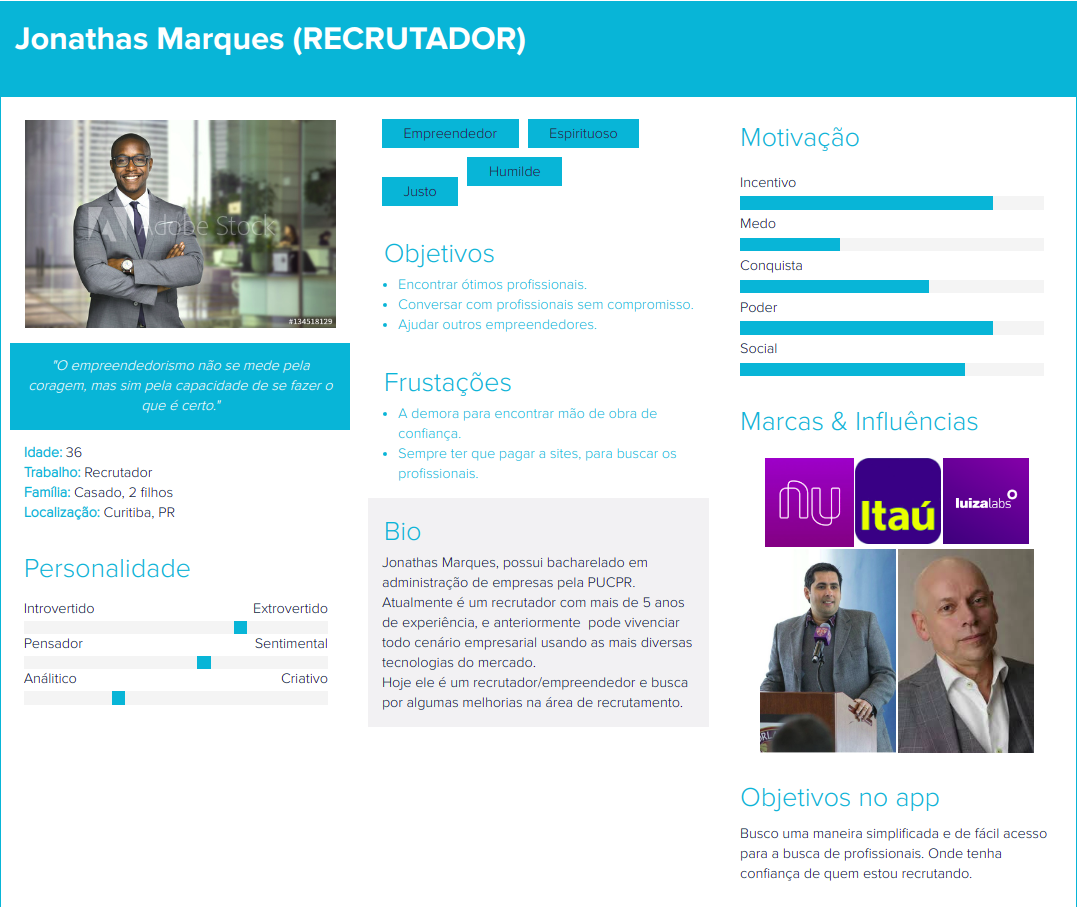 Jonathas Marques (RECRUTADOR)
Adobe Stock
#134518129
"O empreendedorismo não se mede pela
coragem, mas sim pela capacidade de se fazer o
que é certo."
Idade: 36
Trabalho: Recrutador
Família: Casado, 2 filhos
Localização: Curitiba, PR
Personalidade
Introvertido Extrovertido
Pensador Sentimental
Análitico Criativo
Empreendedor Espirituoso
Humilde
Justo
Objetivos
Encontrar ótimos profissionais.
Conversar com profissionais sem compromisso.
Ajudar outros empreendedores.
Frustações
A demora para encontrar mão de obra de
confiança.
Sempre ter que pagar a sites, para buscar os
profissionais.
Bio
Jonathas Marques, possui bacharelado em
administração de empresas pela PUCPR.
Atualmente é um recrutador com mais de 5 anos
de experiência, e anteriormente  pode vivenciar
todo cenário empresarial usando as mais diversas
tecnologias do mercado.
Hoje ele é um recrutador/empreendedor e busca
por algumas melhorias na área de recrutamento.
Motivação
Incentivo
Medo
Conquista
Poder
Social
Marcas & Influências
nu
Itaú
luizalabs
Objetivos no app
Busco uma maneira simplificada e de fácil acesso
para a busca de profissionais. Onde tenha
confiança de quem estou recrutando.